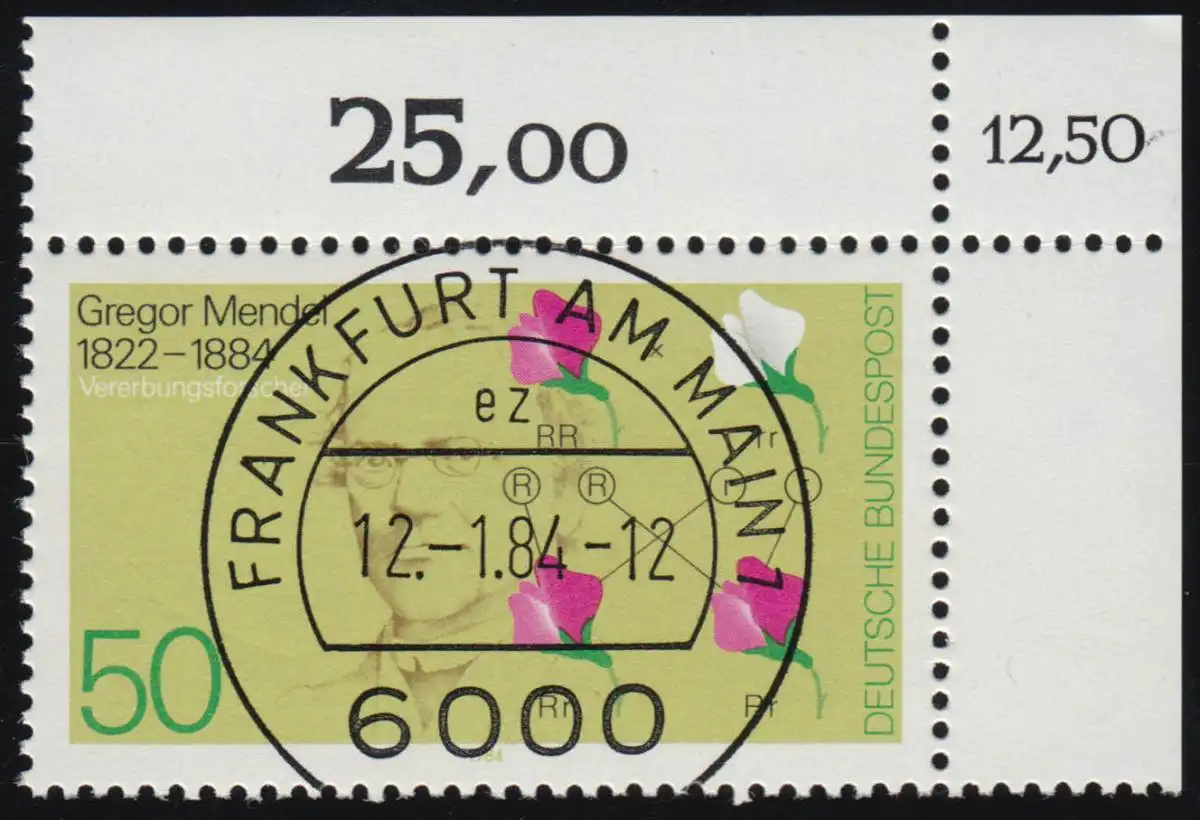 25,00
12,50
Gregor Mendel
1822–1884
Vererbungsforscher
FRANKFURT AM MAIN 1
ez
12.–1.84–12
6000
50
×
RR
rr
R
R
r
r
Rr
Rr
DEUTSCHE BUNDESPOST
1984